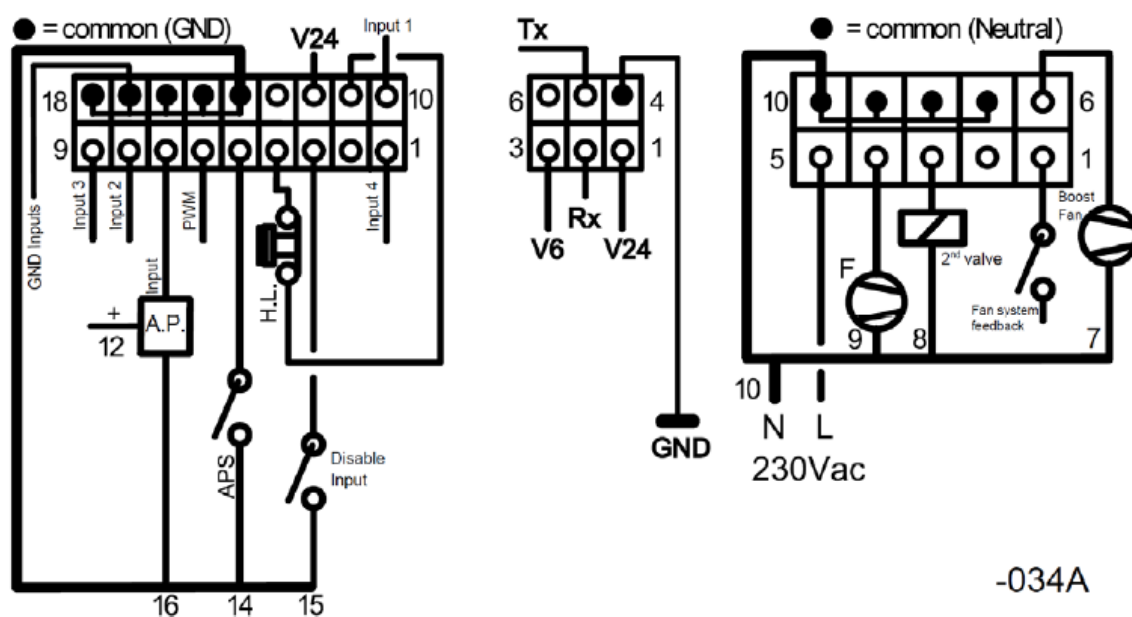 = common (GND)
V24
Input 1
18
10
9
1
GND Inputs
Input 3
Input 2
Input
PWM
H.L.
Input 4
+
12
A.P.
APS
Disable
Input
16
14
15
Tx
6
4
3
1
V6
Rx
V24
GND
= common (Neutral)
10
6
5
1
Boost
Fan
2nd valve
F
Fan system
feedback
9
8
7
10
N
L
230Vac
-034A